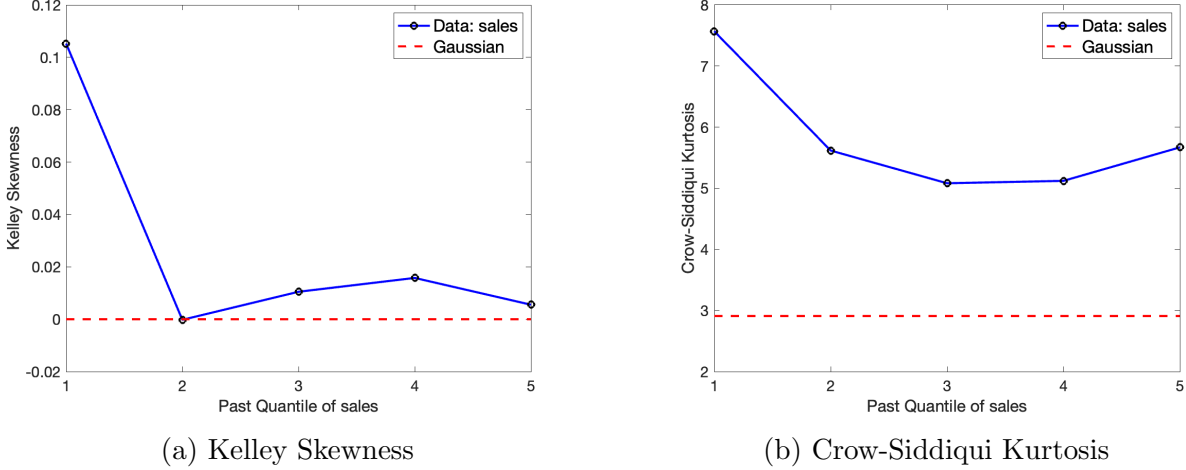 0.12
0.1
0.08
0.06
0.04
0.02
0
-0.02
Kelley Skewness
1
2
3
4
5
Past Quantile of sales
Data: sales
Gaussian
(a) Kelley Skewness
8
7
6
5
4
3
2
Crow-Siddiqui Kurtosis
1
2
3
4
5
Past Quantile of sales
Data: sales
Gaussian
(b) Crow-Siddiqui Kurtosis